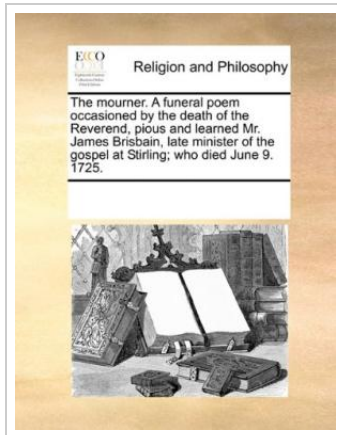 ECCO
Religion and Philosophy
The mourner. A funeral poem
occasioned by the death of the
Reverend, pious and learned Mr.
James Brisbain, late minister of the
gospel at Stirling; who died June 9.
1725.